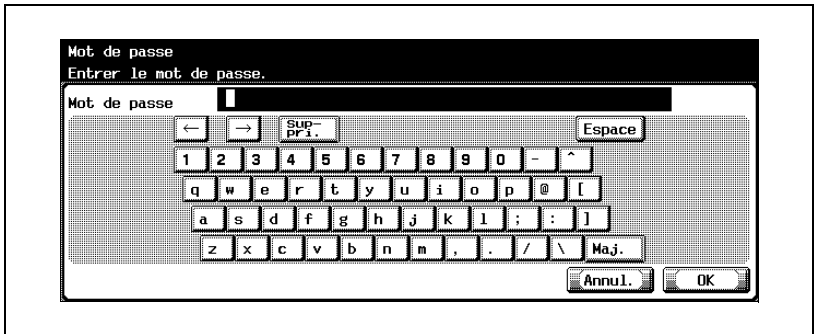 Mot de passe
Entrer le mot de passe.
Mot de passe
← → Sup-
pri. Espace
1 2 3 4 5 6 7 8 9 0 - ^
q w e r t y u i o p @ [
a s d f g h j k l ; : ]
z x c v b n m , . / \ Maj.
Annul. OK